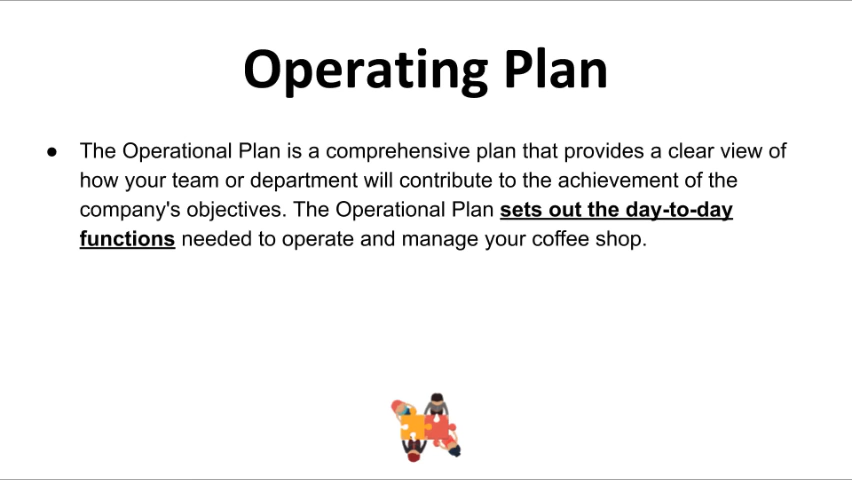 Operating Plan
● The Operational Plan is a comprehensive plan that provides a clear view of
how your team or department will contribute to the achievement of the
company's objectives. The Operational Plan sets out the day-to-day
functions needed to operate and manage your coffee shop.